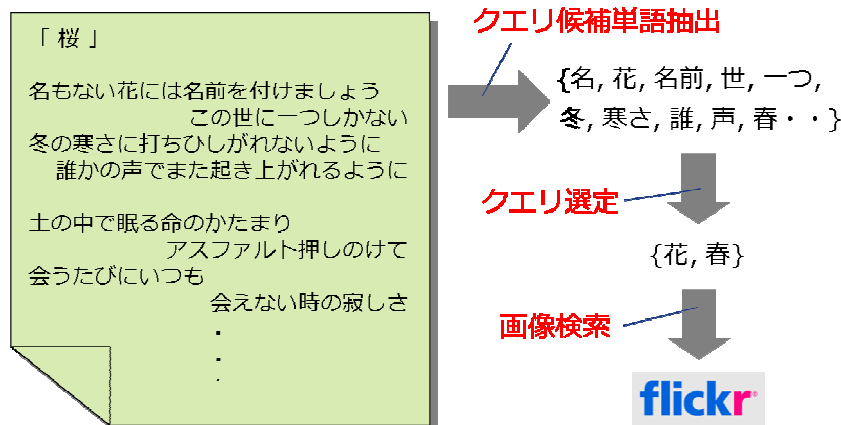 「 桜 」
名もない花には名前を付けましょう
この世に一つしかない
冬の寒さに打ちひしがれないように
誰かの声でまた起き上がれるように
土の中で眠る命のかたまり
アスファルト押しのけて
会うたびにいつも
会えない時の寂しさ
・
・
・
クエリ候補単語抽出
{名, 花, 名前, 世, 一つ,
冬, 寒さ, 誰, 声, 春・・}
クエリ選定
{花, 春}
画像検索
flickr®